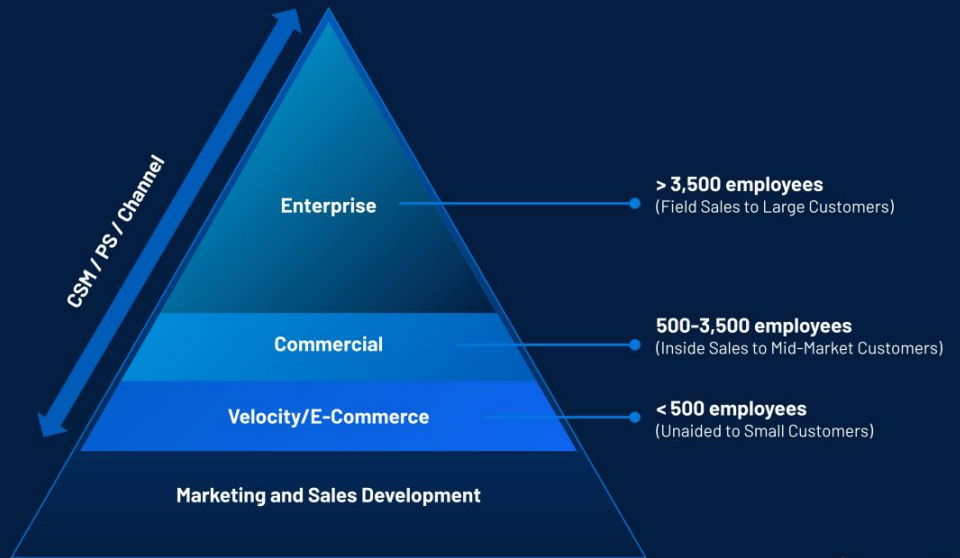 CSM / PS / Channel
Enterprise
> 3,500 employees
(Field Sales to Large Customers)
Commercial
500-3,500 employees
(Inside Sales to Mid-Market Customers)
Velocity/E-Commerce
< 500 employees
(Unaided to Small Customers)
Marketing and Sales Development